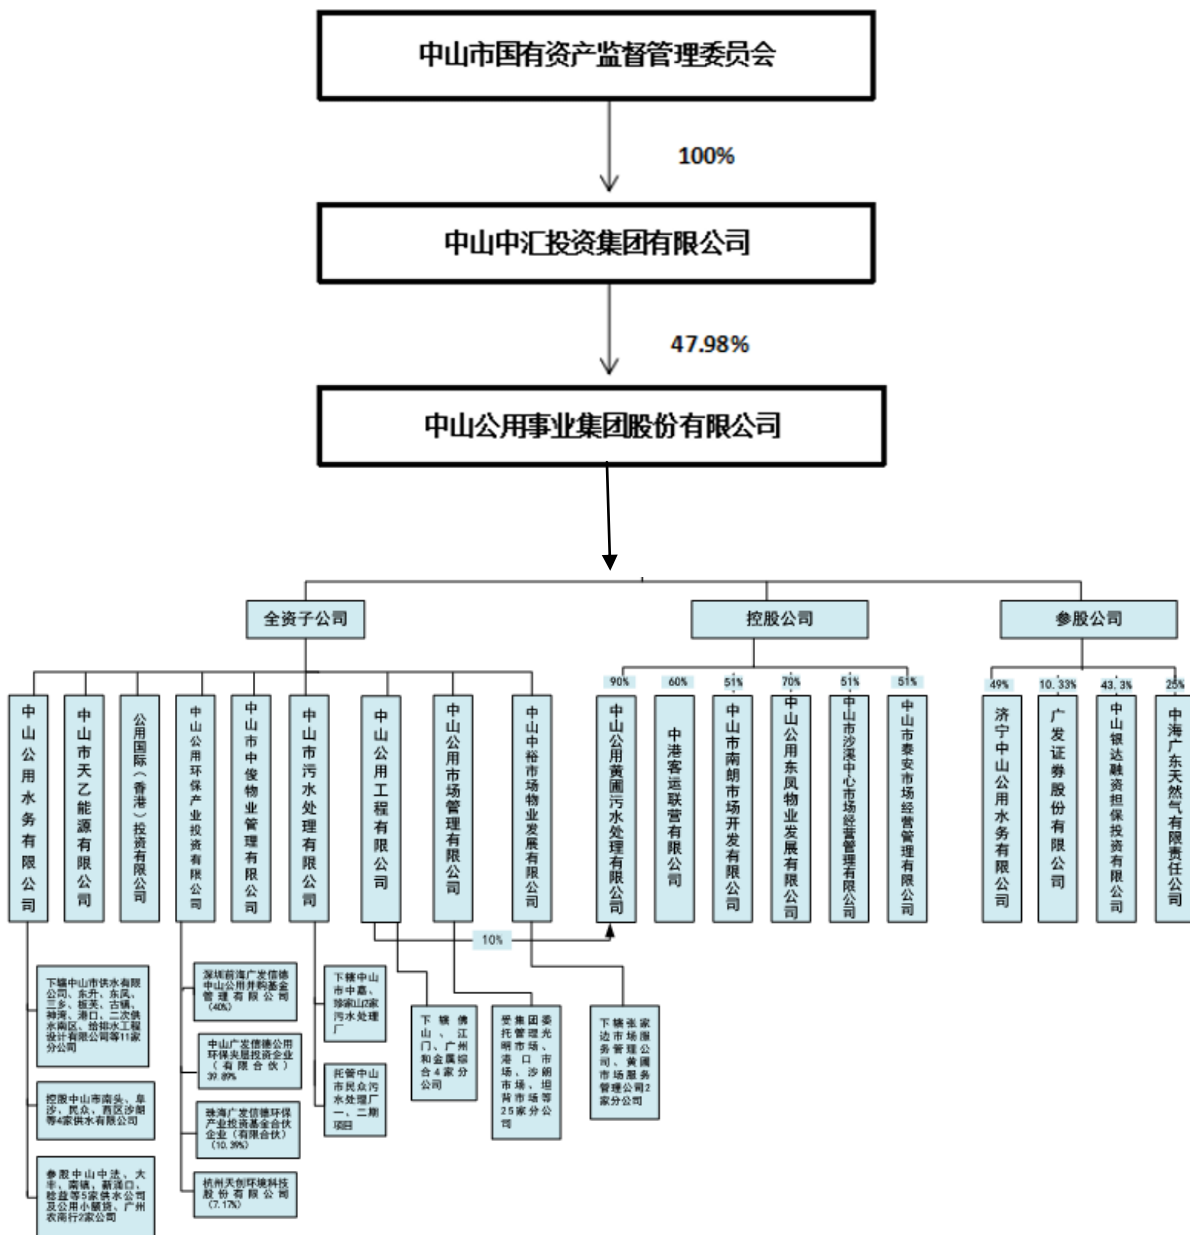 中山市国有资产监督管理委员会
100%
中山中汇投资集团有限公司
47.98%
中山公用事业集团股份有限公司
全资子公司
控股公司
参股公司
90%
60%
51%
70%
51%
51%
49%
10.33%
43.3%
25%
中山公用水务有限公司
中山市天乙能源有限公司
公用国际（香港）投资有限公司
中山公用环保产业投资有限公司
中山市中俊物业管理有限公司
中山市污水处理有限公司
中山公用工程有限公司
中山公用市场管理有限公司
中山中裕市场物业发展有限公司
中山公用黄圃污水处理有限公司
中港客运联营有限公司
中山市南朗市场开发有限公司
中山公用东凤物业发展有限公司
中山市沙溪中心市场经营管理有限公司
中山市泰安市场经营管理有限公司
济宁中山公用水务有限公司
广发证券股份有限公司
中山银达融资担保投资有限公司
中海广东天然气有限责任公司
10%
下辖中山市供水有限
公司、东升、东凤、
三乡、板芙、古镇、
神湾、港口、二次供
水南区、给排水工程
设计有限公司等11家
分公司
控股中山市南头、阜
沙、民众、西区沙朗
等4家供水有限公司
参股中山中法、大
丰、南镇、新涌口、
稔益等5家供水公司
及公用小额贷、广州
农商行2家公司
深圳前海广发信德
中山公用并购基金
管理有限公司
（40%）
中山广发信德公用
环保夹层投资企业
（有限合伙）
39.89%
珠海广发信德环保
产业投资基金合伙
企业（有限合伙）
（10.39%）
杭州天创环境科技
股份有限公司
（7.17%）
下辖中山
市中嘉、
珍家山2家
污水处理
厂
托管中山
市民众污
水处理厂
一、二期
项目
下辖佛
山、江
门、广州
和金属综
合4家分
公司
受集团委
托管理光
明市场、
港口市
场、沙朗
市场、坦
背市场等
25家分公
司
下辖张家
边市场服
务管理公
司、黄圃
市场服务
管理公司2
家分公司